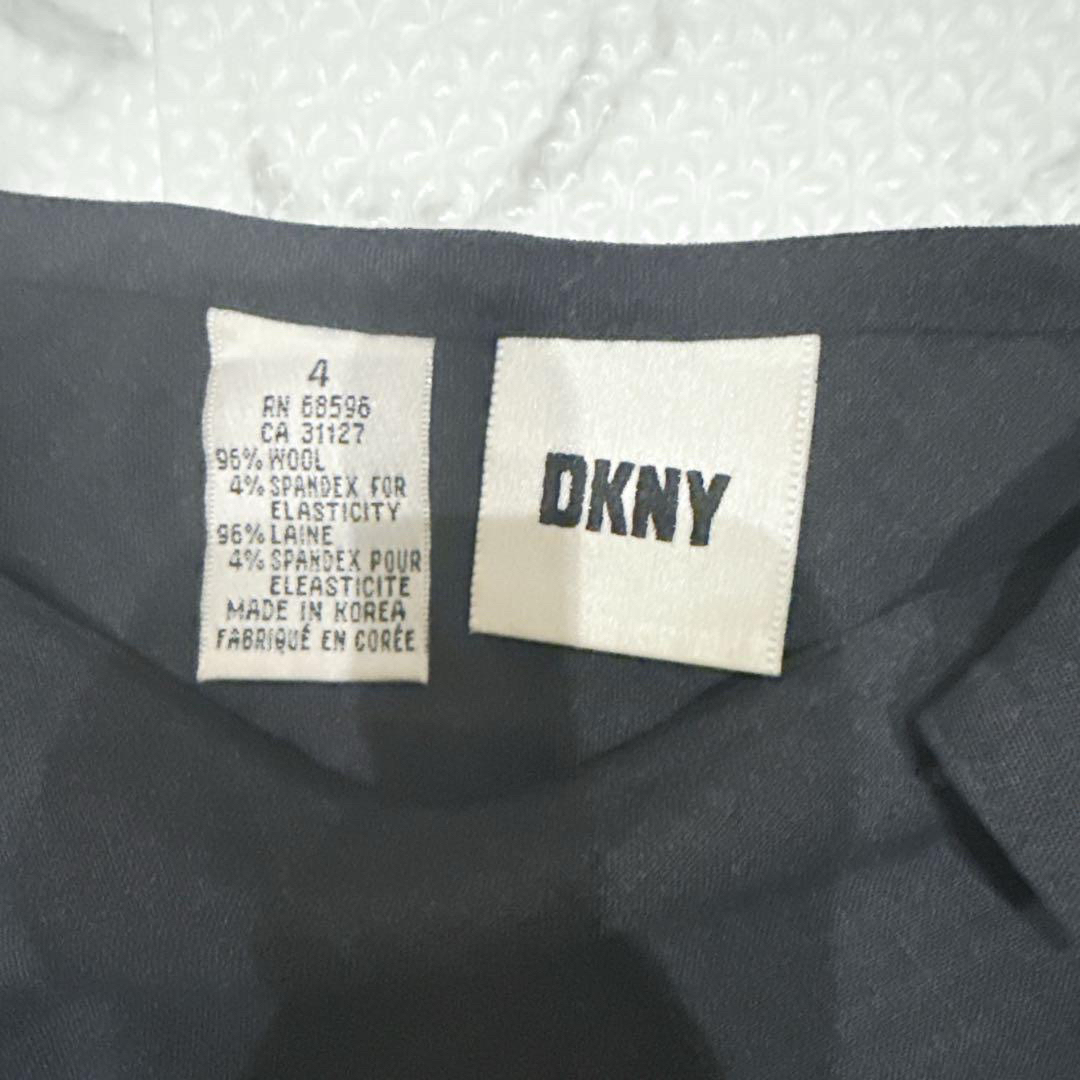 4
RN 68596
CA 31127
96% WOOL
4% SPANDEX FOR
ELASTICITY
96% LAINE
4% SPANDEX POUR
ELEASTICITE
MADE IN KOREA
FABRIQUÉ EN CORÉE
DKNY